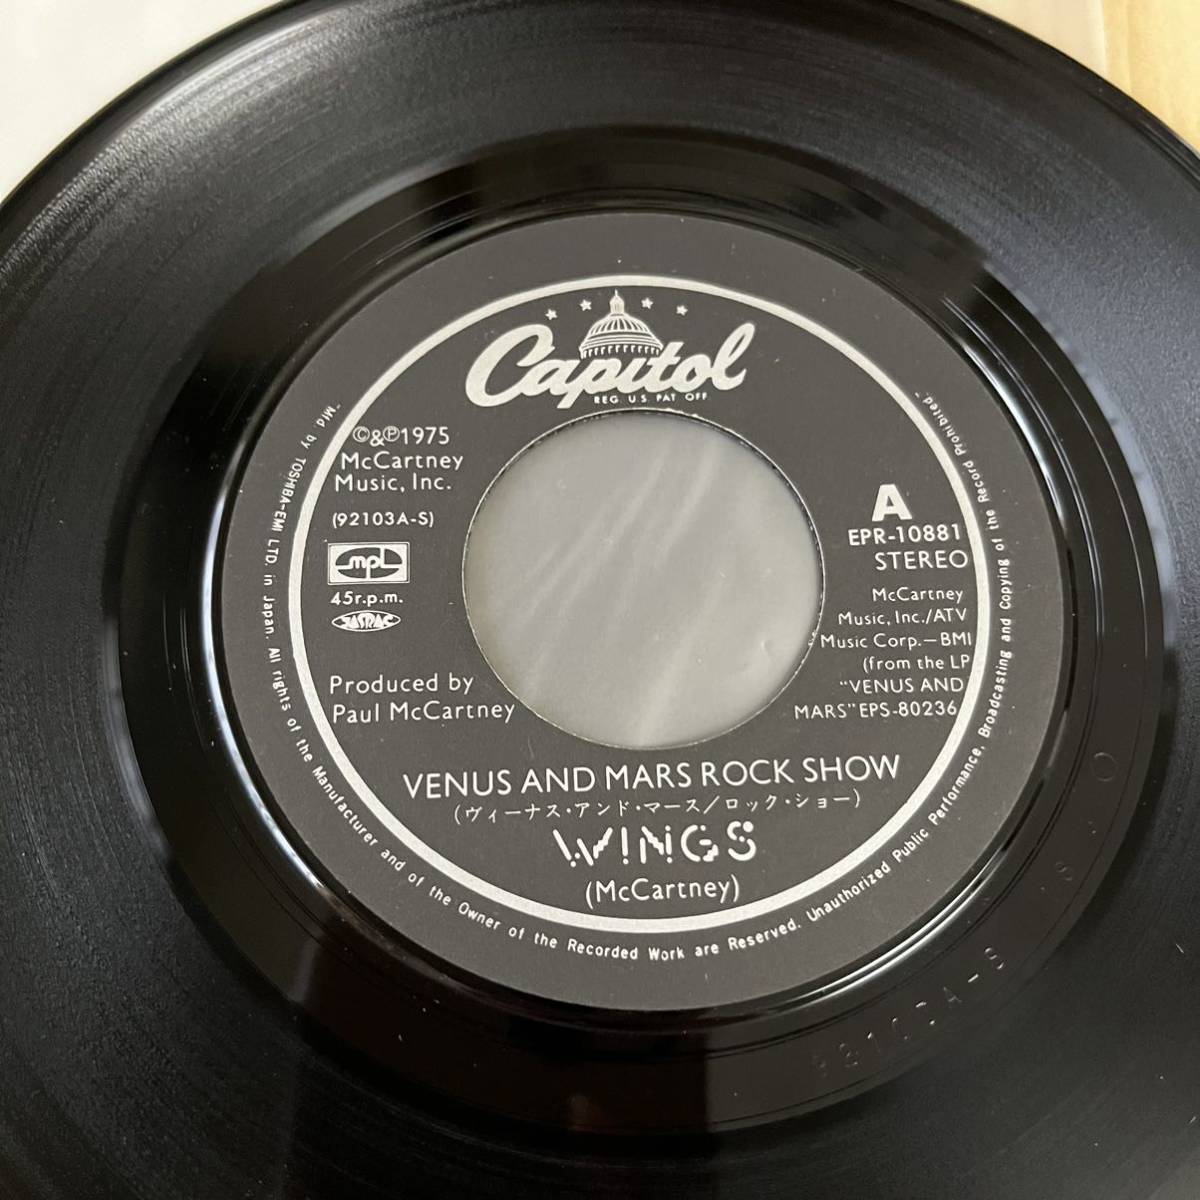 Capitol
REG. U.S. PAT. OFF
©&℗1975
McCartney
Music, Inc.
(92103A-S)
mpl
45r.p.m.
JASRAC
Produced by
Paul McCartney
A
EPR-10881
STEREO
McCartney
Music, Inc./ATV
Music Corp.—BMI
(from the LP
"VENUS AND
MARS" EPS-80236
VENUS AND MARS ROCK SHOW
(ヴィーナス・アンド・マース/ロック・ショー)
WINGS
(McCartney)
"Mfd. by TOSHIBA-EMI LTD. in Japan. All rights of the Manufacturer and of the Owner of the Recorded Work are Reserved. Unauthorized Public Performance, Broadcasting and Copying of the Record Prohibited."